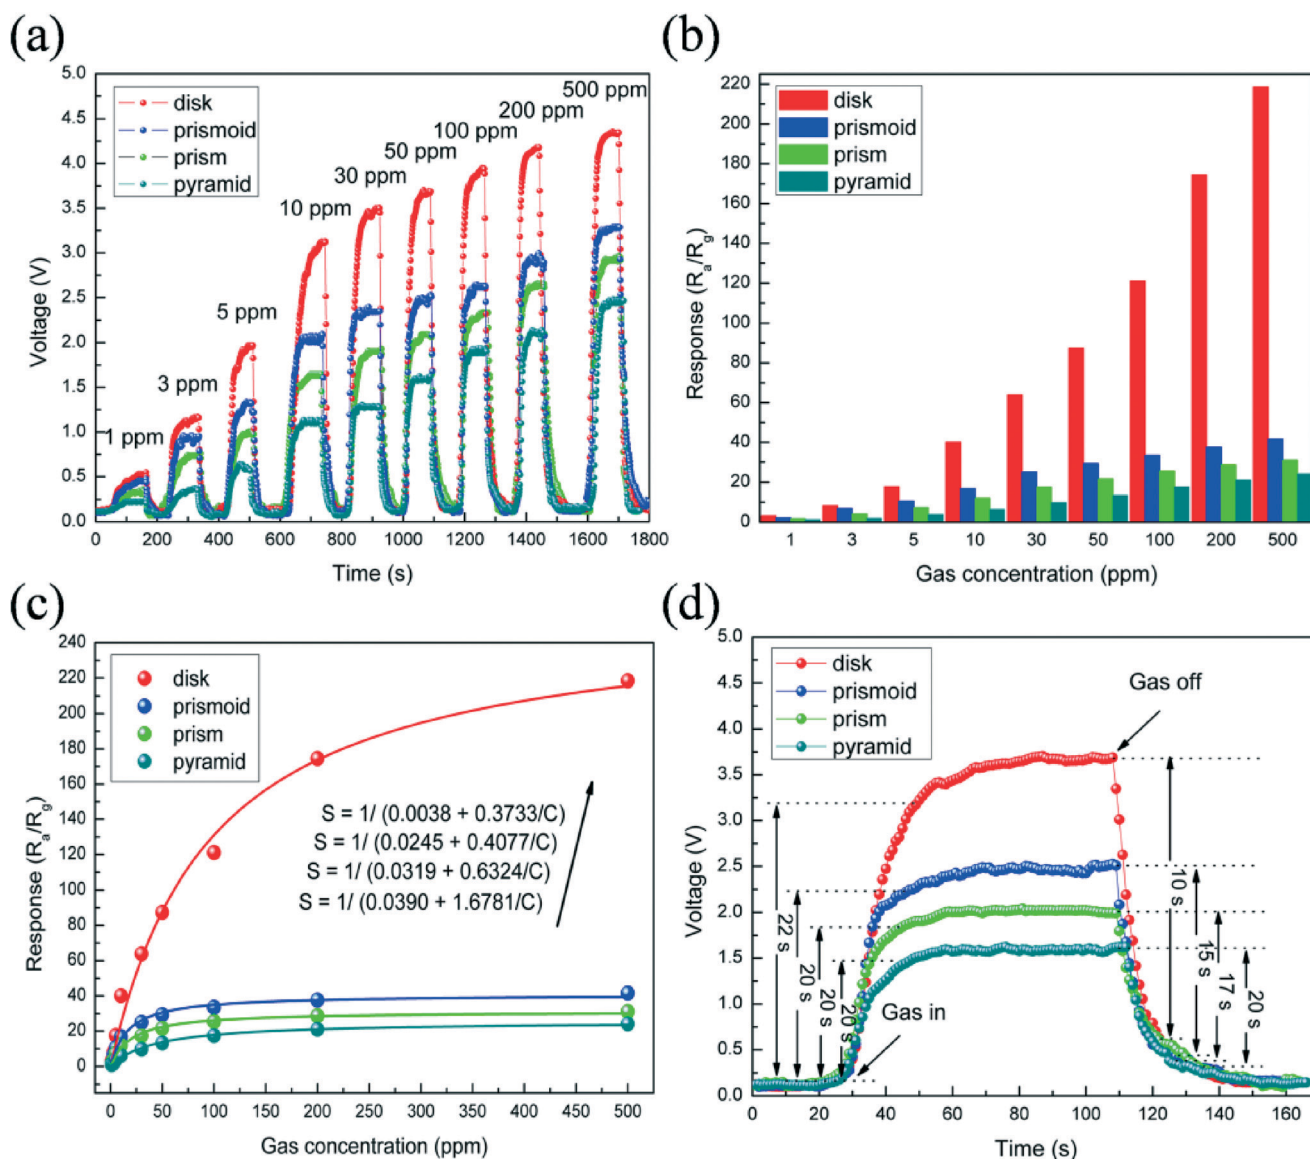 (a)
5.0
4.5
4.0
3.5
3.0
2.5
2.0
1.5
1.0
0.5
0.0
Voltage (V)
disk
prismoid
prism
pyramid
1 ppm
3 ppm
5 ppm
10 ppm
30 ppm
50 ppm
100 ppm
200 ppm
500 ppm
0 200 400 600 800 1000 1200 1400 1600 1800
Time (s)
(b)
220
200
180
160
140
120
100
80
60
40
20
0
Response (Ra/Rg)
disk
prismoid
prism
pyramid
1 3 5 10 30 50 100 200 500
Gas concentration (ppm)
(c)
240
220
200
180
160
140
120
100
80
60
40
20
0
Response (Ra/Rg)
disk
prismoid
prism
pyramid
S = 1/ (0.0038 + 0.3733/C)
S = 1/ (0.0245 + 0.4077/C)
S = 1/ (0.0319 + 0.6324/C)
S = 1/ (0.0390 + 1.6781/C)
0 50 100 150 200 250 300 350 400 450 500
Gas concentration (ppm)
(d)
5.0
4.5
4.0
3.5
3.0
2.5
2.0
1.5
1.0
0.5
0.0
Voltage (V)
disk
prismoid
prism
pyramid
Gas off
Gas in
22 s
20 s
20 s
20 s
10 s
15 s
17 s
20 s
0 20 40 60 80 100 120 140 160
Time (s)